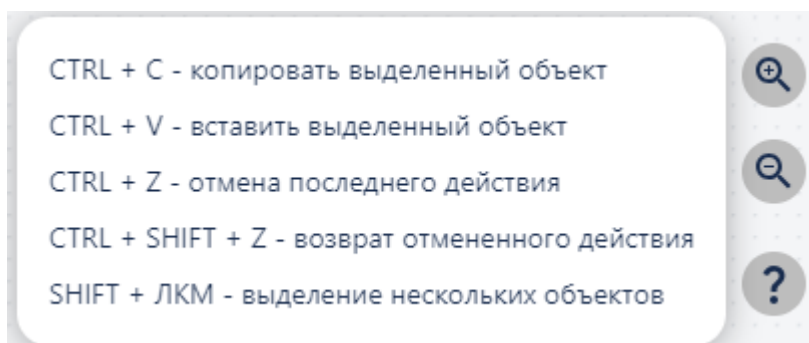 CTRL + C - копировать выделенный объект
CTRL + V - вставить выделенный объект
CTRL + Z - отмена последнего действия
CTRL + SHIFT + Z - возврат отмененного действия
SHIFT + ЛКМ - выделение нескольких объектов
?